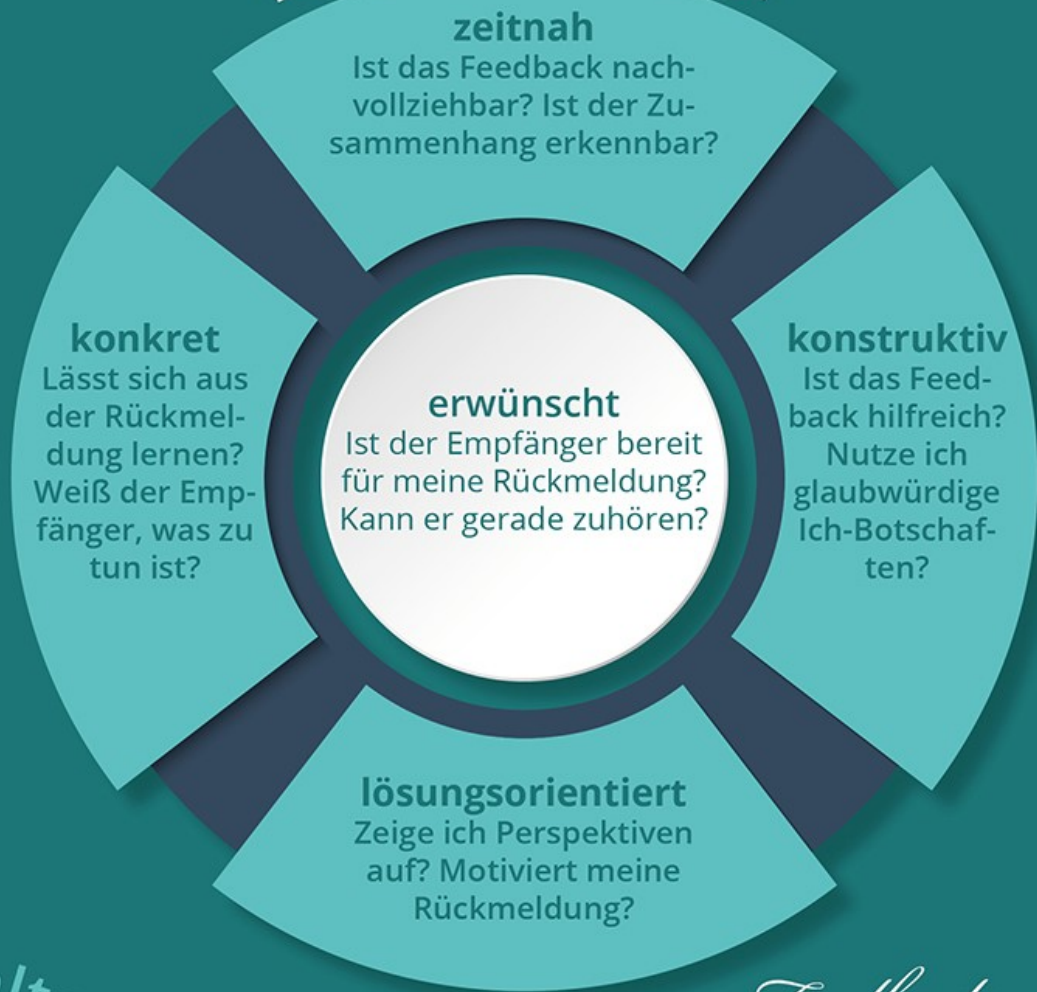 zeitnah
Ist das Feedback nach-
vollziehbar? Ist der Zu-
sammenhang erkennbar?
konkret
Lässt sich aus
der Rückmel-
dung lernen?
Weiß der Emp-
fänger, was zu
tun ist?
erwünscht
Ist der Empfänger bereit
für meine Rückmeldung?
Kann er gerade zuhören?
konstruktiv
Ist das Feed-
back hilfreich?
Nutze ich
glaubwürdige
Ich-Botschaf-
ten?
lösungsorientiert
Zeige ich Perspektiven
auf? Motiviert meine
Rückmeldung?